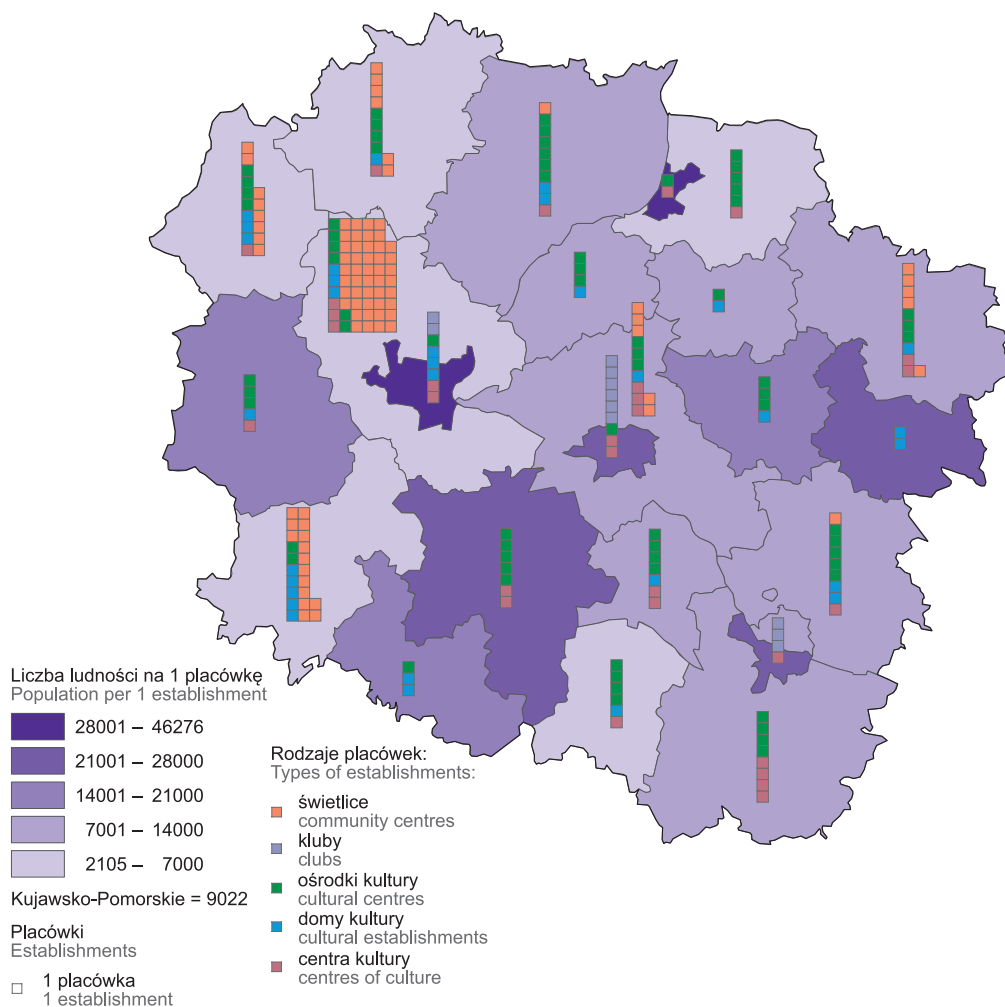 Liczba ludności na 1 placówkę
Population per 1 establishment
28001 – 46276
21001 – 28000
14001 – 21000
7001 – 14000
2105 – 7000
Kujawsko-Pomorskie = 9022
Placówki
Establishments
1 placówka
1 establishment
Rodzaje placówek:
Types of establishments:
świetlice
community centres
kluby
clubs
ośrodki kultury
cultural centres
domy kultury
cultural establishments
centra kultury
centres of culture